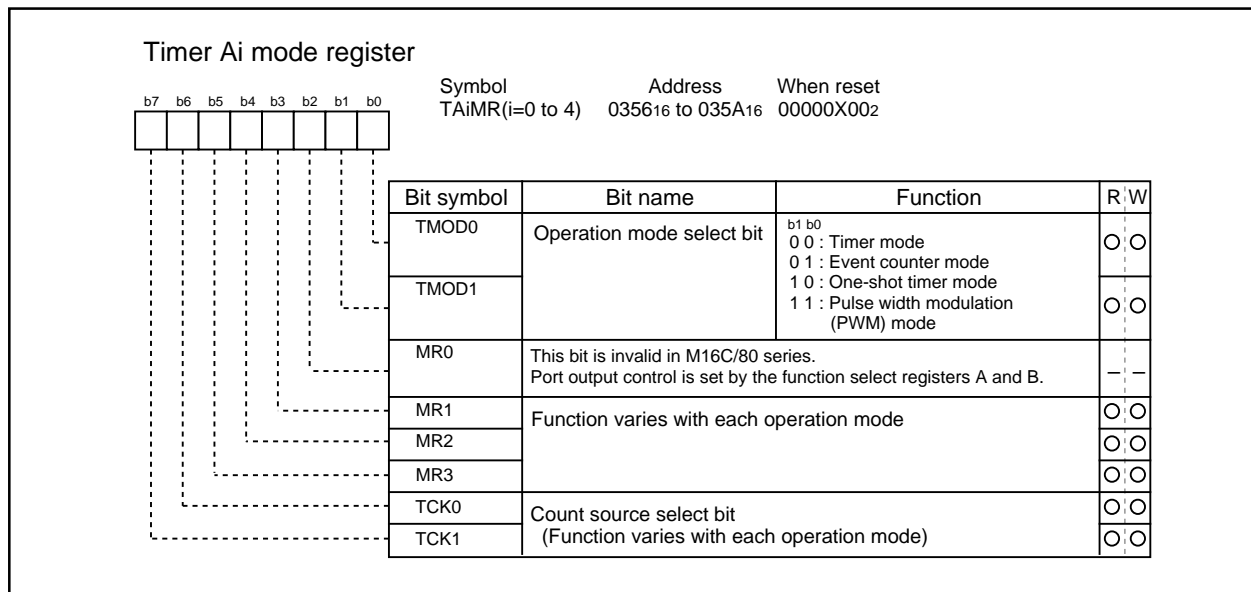 Timer Ai mode register
Symbol Address When reset
TAiMR(i=0 to 4) 035616 to 035A16 00000X002
b7 b6 b5 b4 b3 b2 b1 b0
Bit symbol Bit name Function R W
TMOD0 Operation mode select bit b1 b0
0 0 : Timer mode
0 1 : Event counter mode
TMOD1 1 0 : One-shot timer mode
1 1 : Pulse width modulation
(PWM) mode
MR0 This bit is invalid in M16C/80 series.
Port output control is set by the function select registers A and B. – –
MR1 Function varies with each operation mode
MR2
MR3
TCK0 Count source select bit
TCK1 (Function varies with each operation mode)